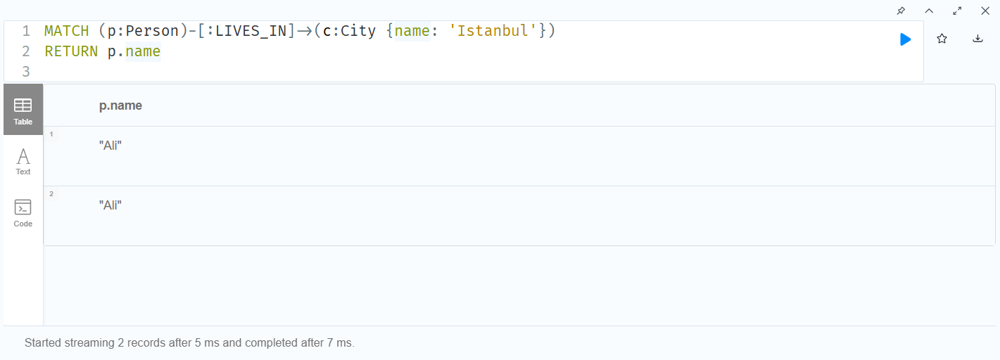 1 MATCH (p:Person)-[:LIVES_IN]->(c:City {name: 'Istanbul'})
2 RETURN p.name
3
Table
p.name
1
"Ali"
Text
2
"Ali"
Code
Started streaming 2 records after 5 ms and completed after 7 ms.